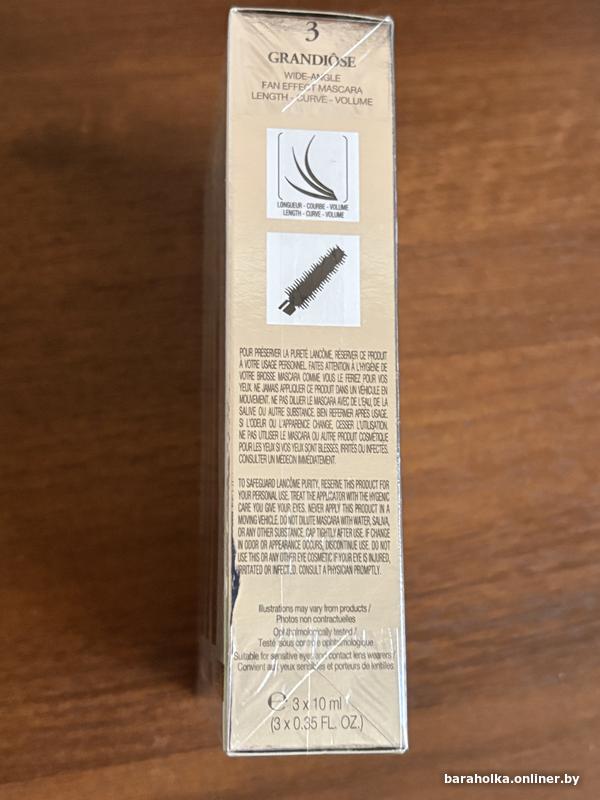 3
GRANDIÔSE
WIDE-ANGLE
FAN EFFECT MASCARA
LENGTH - CURVE - VOLUME
LONGUEUR - COURBE - VOLUME
LENGTH - CURVE - VOLUME
POUR PRÉSERVER LA PURETÉ LANCÔME, RÉSERVER CE PRODUIT
À VOTRE USAGE PERSONNEL. FAITES ATTENTION À L'HYGIÈNE DE
VOTRE BROSSE MASCARA COMME VOUS LE FERIEZ POUR VOS
YEUX. NE JAMAIS APPLIQUER CE PRODUIT DANS UN VÉHICULE EN
MOUVEMENT. NE PAS DILUER LE MASCARA AVEC DE L'EAU, DE LA
SALIVE OU AUTRE SUBSTANCE. BIEN REFERMER APRÈS USAGE.
SI L'ODEUR OU L'APPARENCE CHANGE, CESSER L'UTILISATION.
NE PAS UTILISER LE MASCARA OU AUTRE PRODUIT COSMÉTIQUE
POUR LES YEUX SI VOS YEUX SONT BLESSÉS, IRRITÉS OU INFECTÉS.
CONSULTER UN MÉDECIN IMMÉDIATEMENT.
TO SAFEGUARD LANCÔME PURITY, RESERVE THIS PRODUCT FOR
YOUR PERSONAL USE. TREAT THE APPLICATOR WITH THE HYGENIC
CARE YOU GIVE YOUR EYES. NEVER APPLY THIS PRODUCT IN A
MOVING VEHICLE. DO NOT DILUTE MASCARA WITH WATER, SALIVA,
OR ANY OTHER SUBSTANCE. CAP TIGHTLY AFTER USE. IF CHANGE
IN ODOR OR APPEARANCE OCCURS, DISCONTINUE USE. DO NOT
USE THIS OR ANY OTHER EYE COSMETIC IF YOUR EYE IS INJURED,
IRRITATED OR INFECTED. CONSULT A PHYSICIAN PROMPTLY.
Illustrations may vary from products /
Photos non contractuelles
Ophthalmologically tested /
Testé sous contrôle ophtalmologique
Suitable for sensitive eyes and contact lens wearers /
Convient aux yeux sensibles et porteurs de lentilles
℮ 3 x 10 ml
(3 x 0.35 FL. OZ.)
baraholka.onliner.by